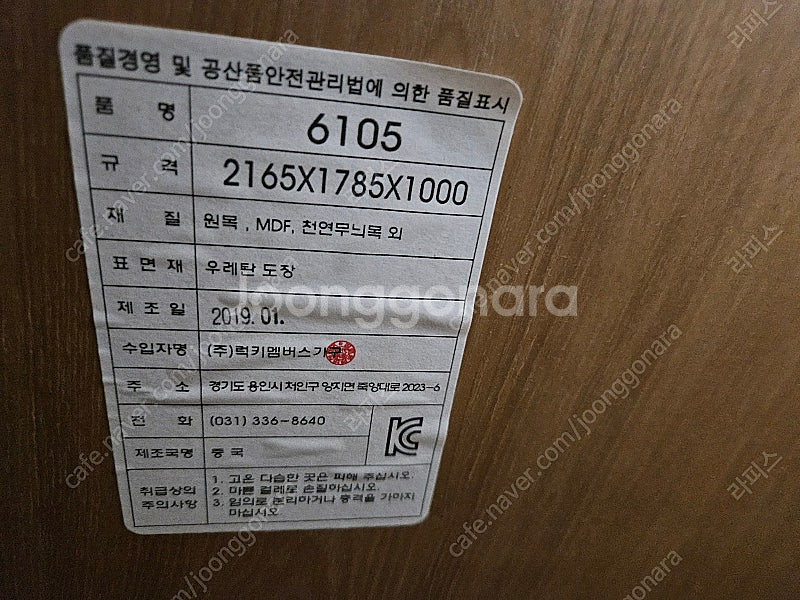 품질경영 및 공산품안전관리법에 의한 품질표시
품 명 6105
규 격 2165X1785X1000
재 질 원목 , MDF, 천연무늬목 외
표 면 재 우레탄 도장
제 조 일 2019. 01.
수입자명 (주)럭키멤버스가구
주 소 경기도 용인시 처인구 양지면 죽양대로 2023-6
전 화 (031) 336-8640
제조국명 중 국
취급상의 주의사항
1. 고온 다습한 곳은 피해 주십시오.
2. 마른 걸레로 손질하십시오.
3. 임의로 분리하거나 충격을 가하지
마십시오.
joonggonara
cafe.naver.com/joonggonara
라피스